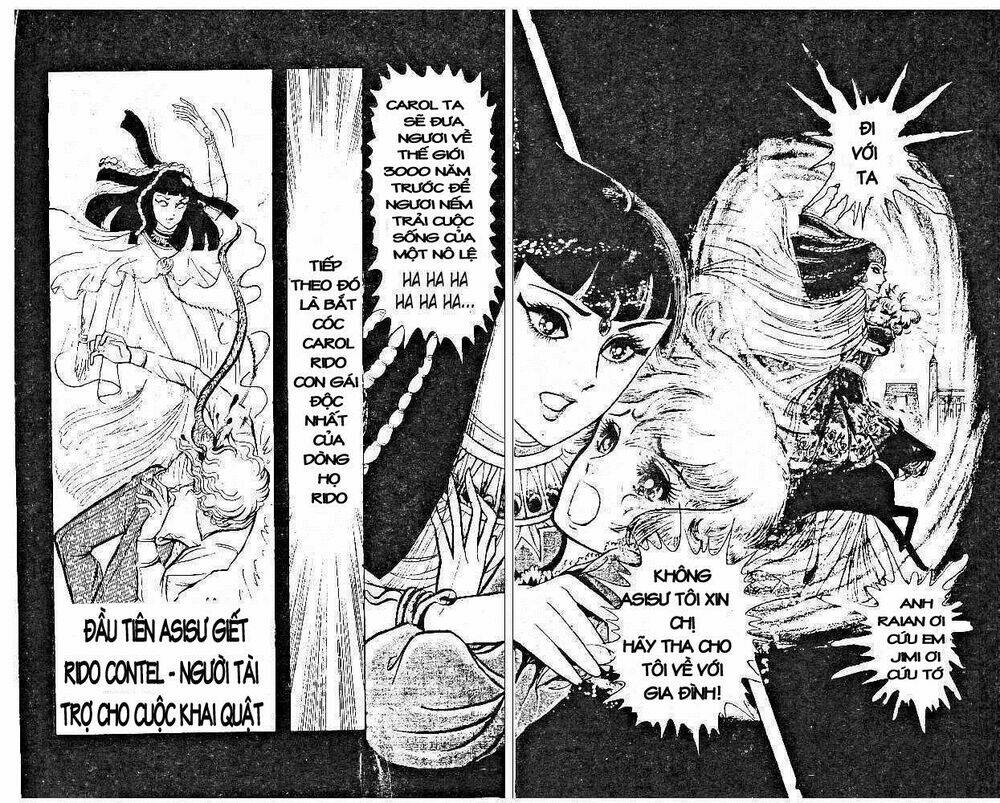 ĐẦU TIÊN ASISƯ GIẾT
RIDO CONTEL - NGƯỜI TÀI
TRỢ CHO CUỘC KHAI QUẬT
TIẾP
THEO ĐÓ
LÀ BẮT
CÓC
CAROL
RIDO
CON GÁI
ĐỘC
NHẤT
CỦA
DÒNG
HỌ
RIDO
CAROL TA
SẼ ĐƯA
NGƯƠI VỀ
THẾ GIỚI
3000 NĂM
TRƯỚC ĐỂ
NGƯƠI NẾM
TRẢI CUỘC
SỐNG CỦA
MỘT NÔ LỆ
HA HA HA
HA HA HA...
ĐI
VỚI
TA
KHÔNG
ASISƯ TÔI XIN
CHỊ
HÃY THA CHO
TÔI VỀ VỚI
GIA ĐÌNH!
ANH
RAIAN ƠI
CỨU EM
JIMI ƠI
CỨU TỚ